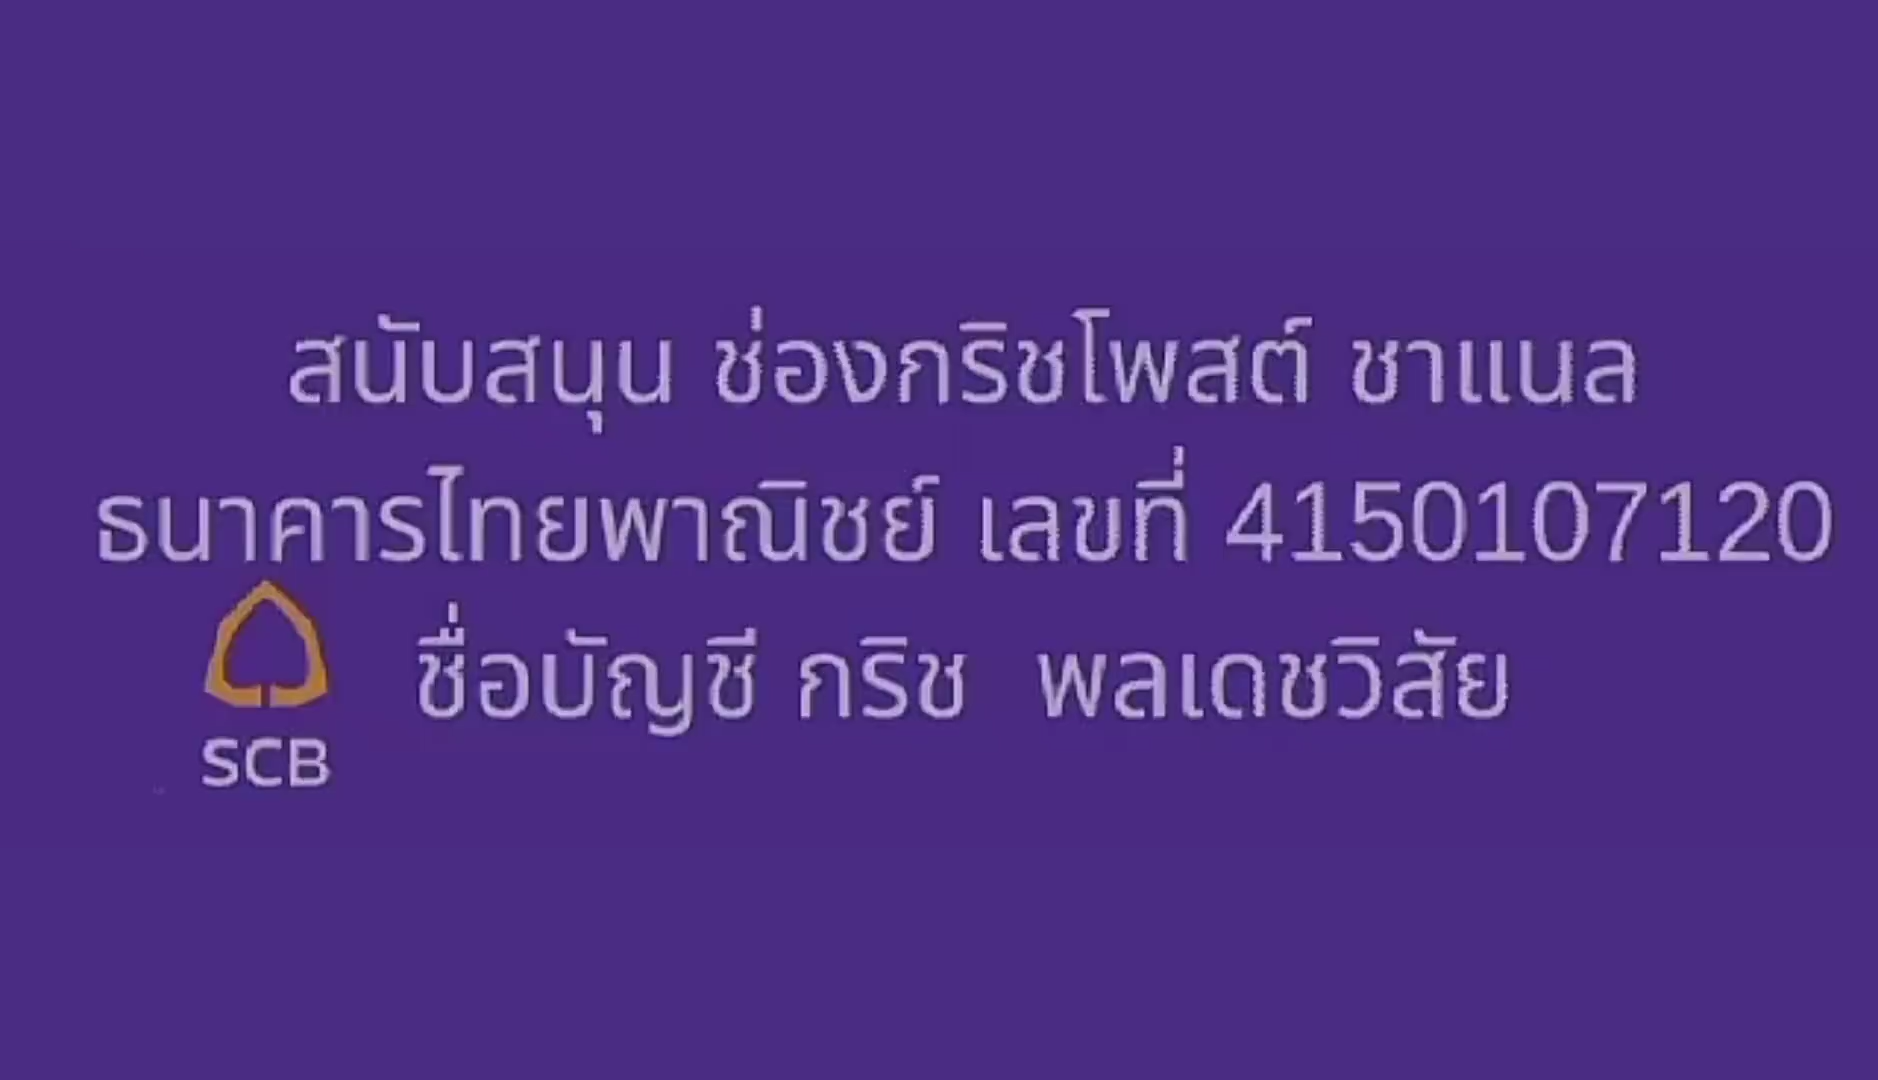 สนับสนุน ช่องกริชโพสต์ ชาแนล
ธนาคารไทยพาณิชย์ เลขที่ 4150107120
ชื่อบัญชี กริช  พลเดชวิสัย
SCB